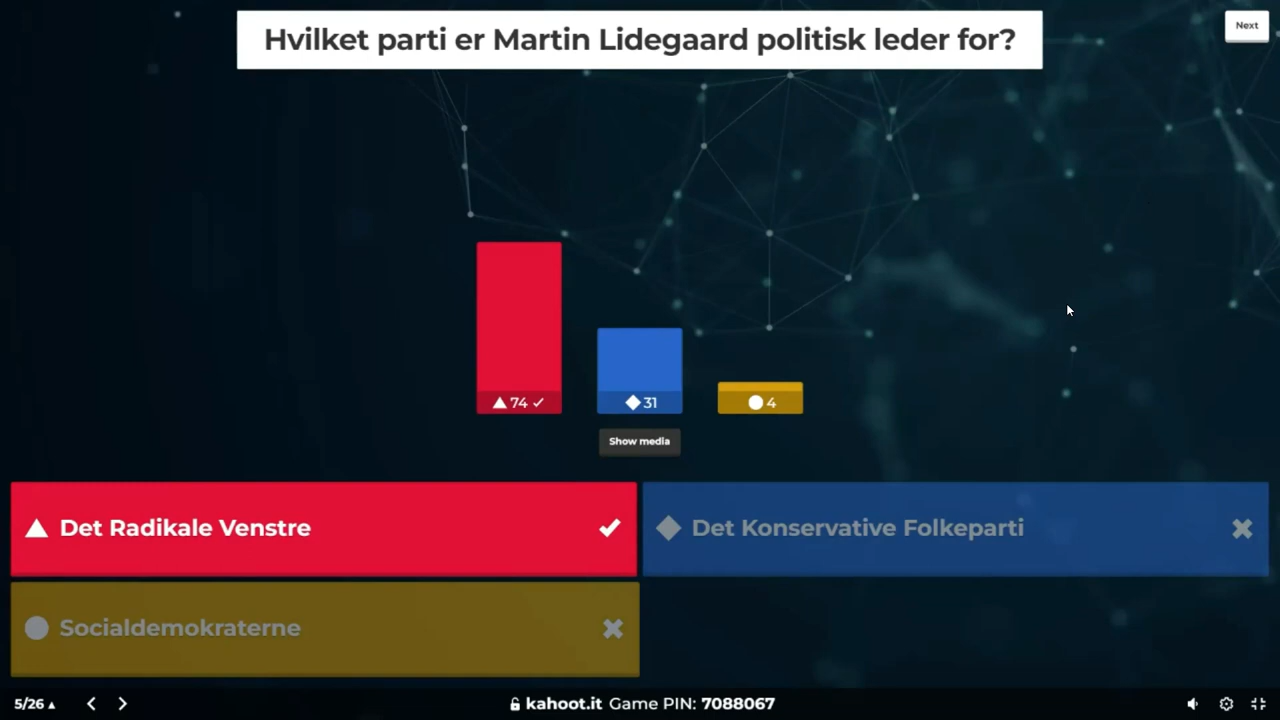 Hvilket parti er Martin Lidegaard politisk leder for?
Next
74
31
4
Show media
Det Radikale Venstre
Det Konservative Folkeparti
Socialdemokraterne
5/26
kahoot.it Game PIN: 7088067